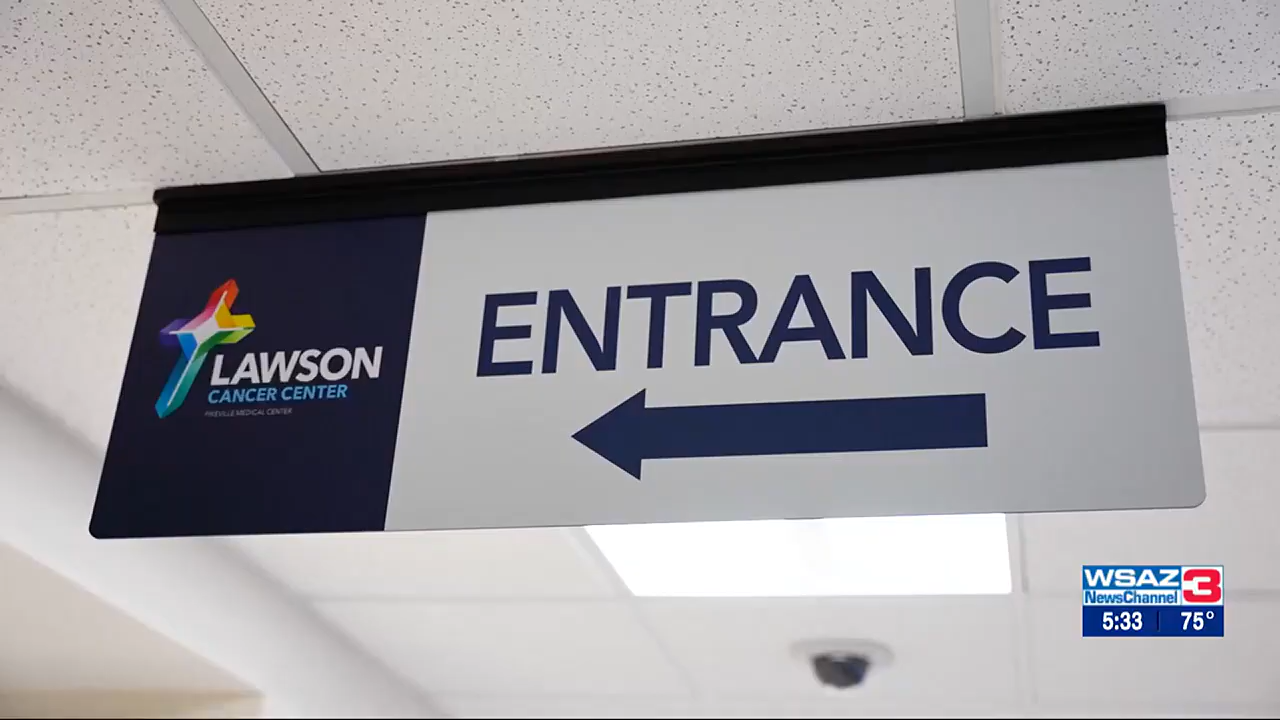 ENTRANCE
LAWSON
CANCER CENTER
PIKEVILLE MEDICAL CENTER
WSAZ 3
NewsChannel
5:33 75°